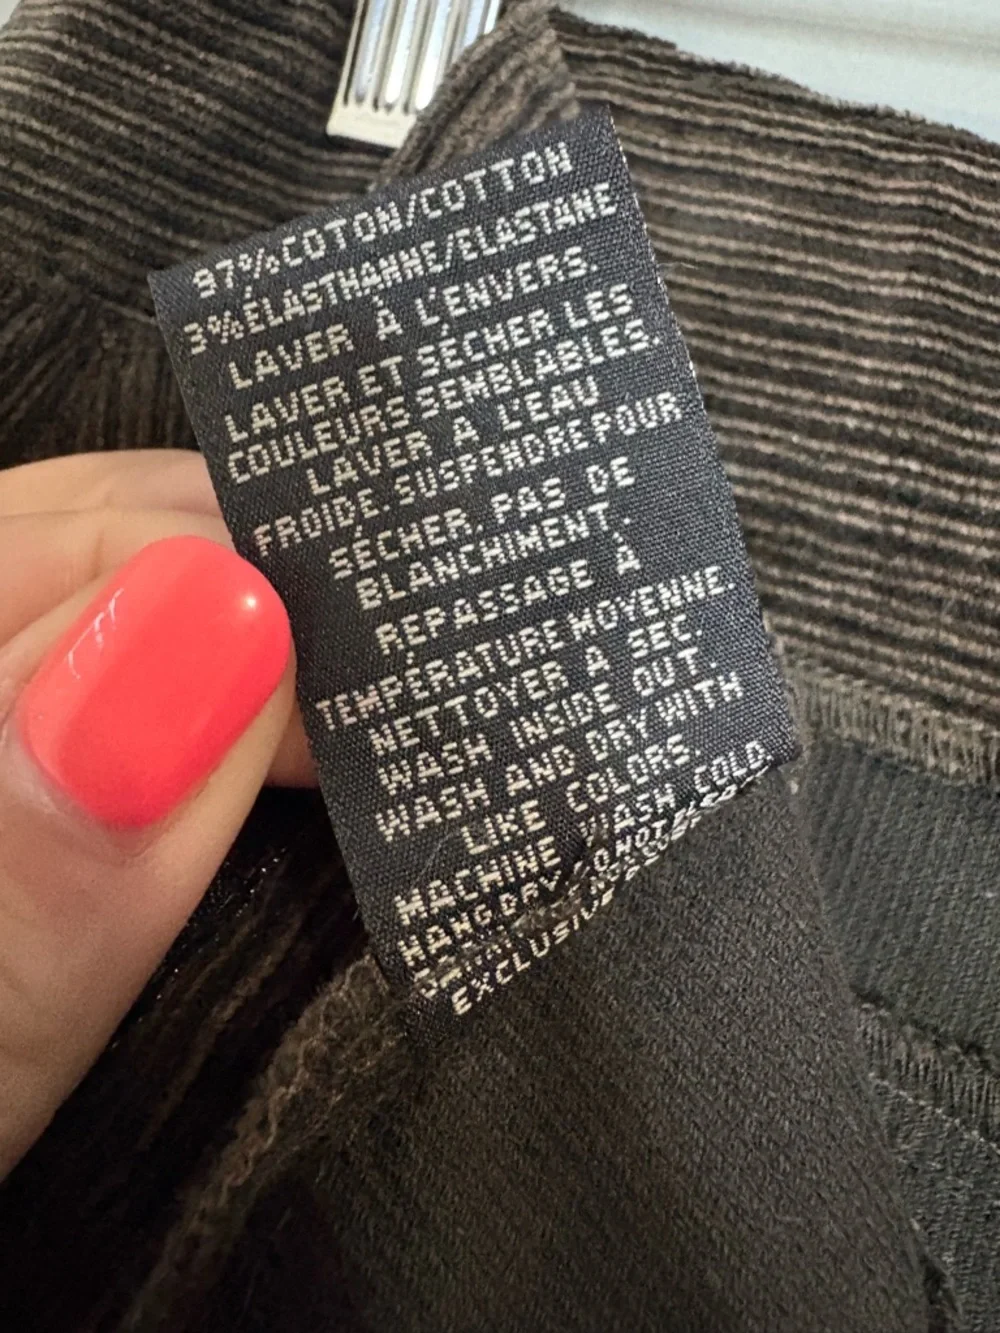 97% COTON/COTTON
3% ÉLASTHANNE/ELASTANE
LAVER À L'ENVERS.
LAVER ET SÉCHER LES
COULEURS SEMBLABLES.
LAVER À L'EAU
FROIDE. SUSPENDRE POUR
SÉCHER. PAS DE
BLANCHIMENT.
REPASSAGE À
TEMPÉRATURE MOYENNE.
NETTOYER À SEC.
WASH INSIDE OUT.
WASH AND DRY WITH
LIKE COLORS.
MACHINE WASH COLD
HANG DRY. DO NOT
EXCLUSIVE